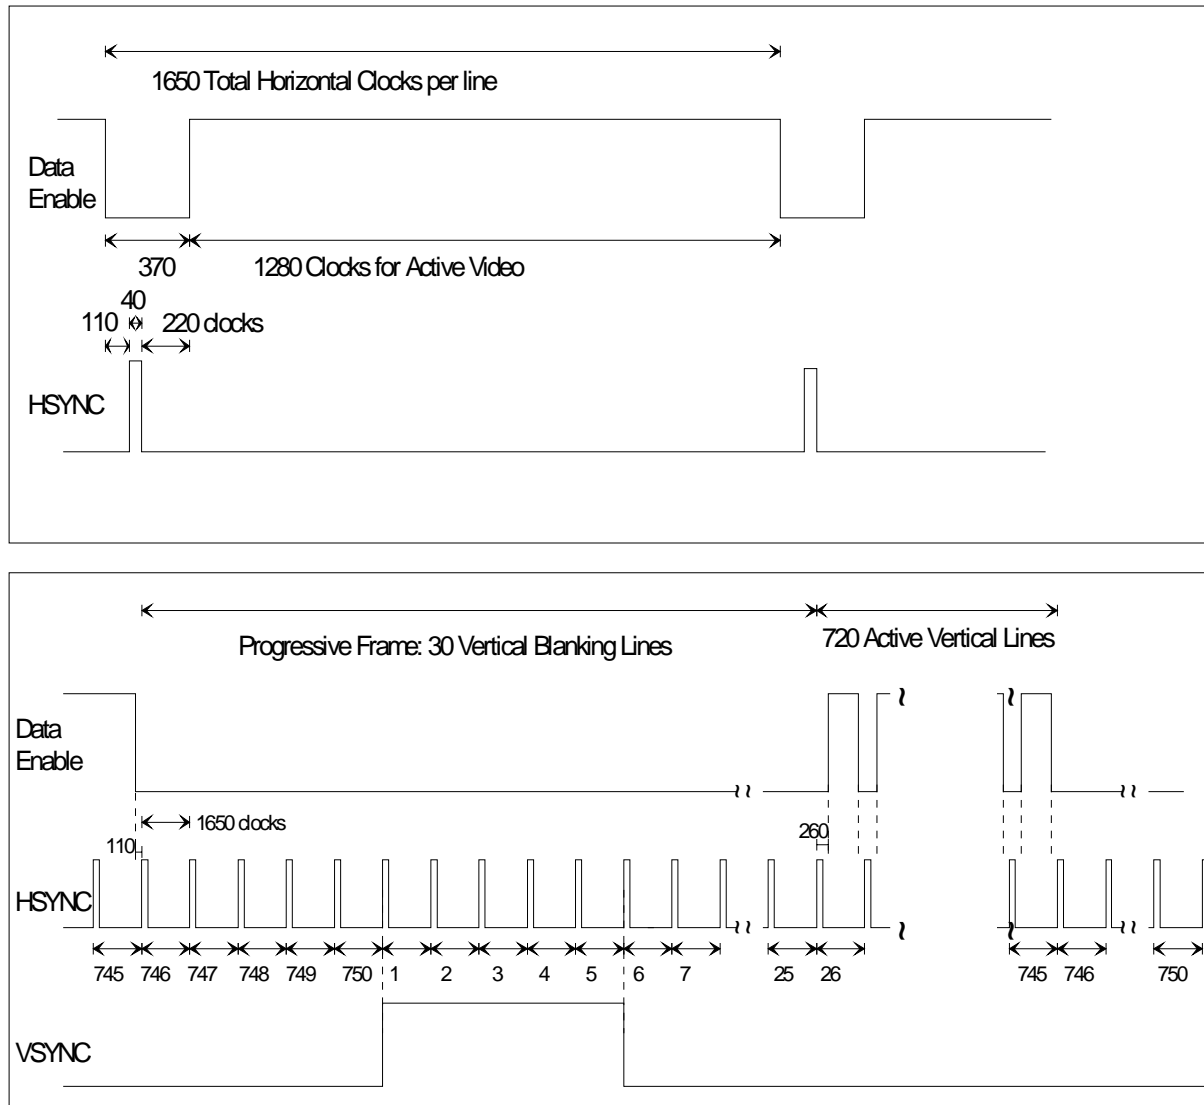 1650 Total Horizontal Clocks per line
Data
Enable
370
1280 Clocks for Active Video
40
110
220 clocks
HSYNC
Progressive Frame: 30 Vertical Blanking Lines
720 Active Vertical Lines
Data
Enable
1650 clocks
110
260
HSYNC
745 746 747 748 749 750 1 2 3 4 5 6 7 25 26 745 746 750
VSYNC